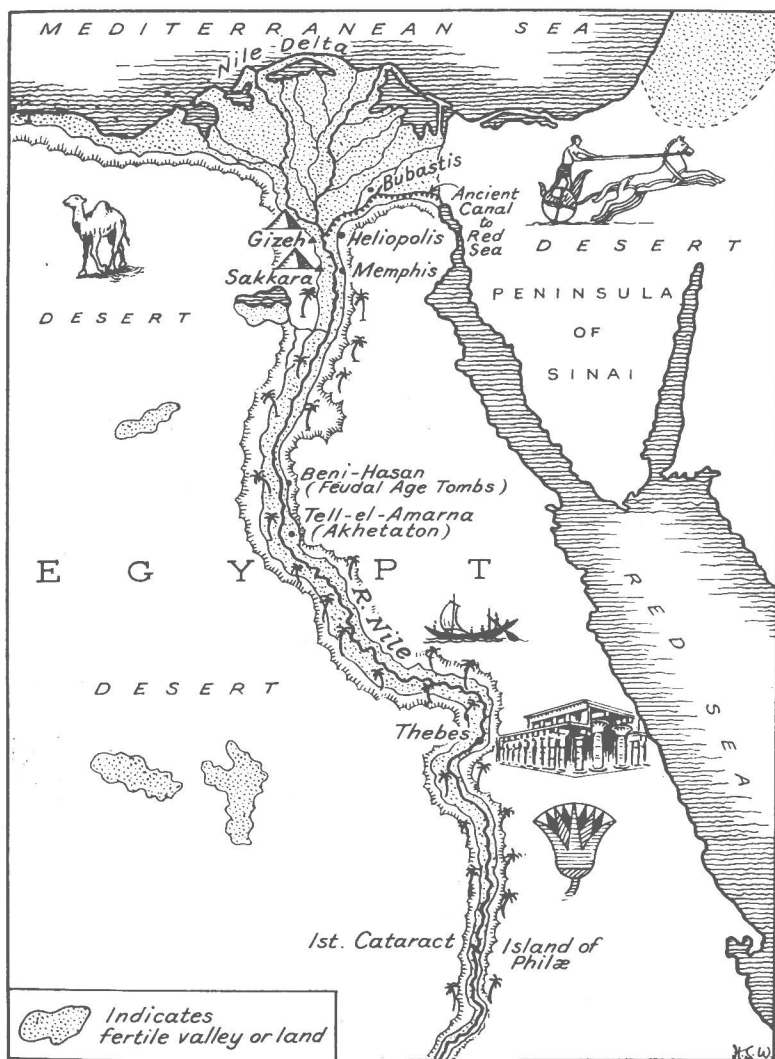 MEDITERRANEAN SEA
Nile Delta
Bubastis
Ancient
Canal
to
Red
Sea
Gizeh
Heliopolis
DESERT
Sakkara
Memphis
PENINSULA
OF
SINAI
DESERT
Beni-Hasan
(Feudal Age Tombs)
Tell-el-Amarna
(Akhetaton)
EGYPT
R. Nile
RED SEA
DESERT
Thebes
1st. Cataract
Island of
Philæ
Indicates
fertile valley or land
H.J.W.